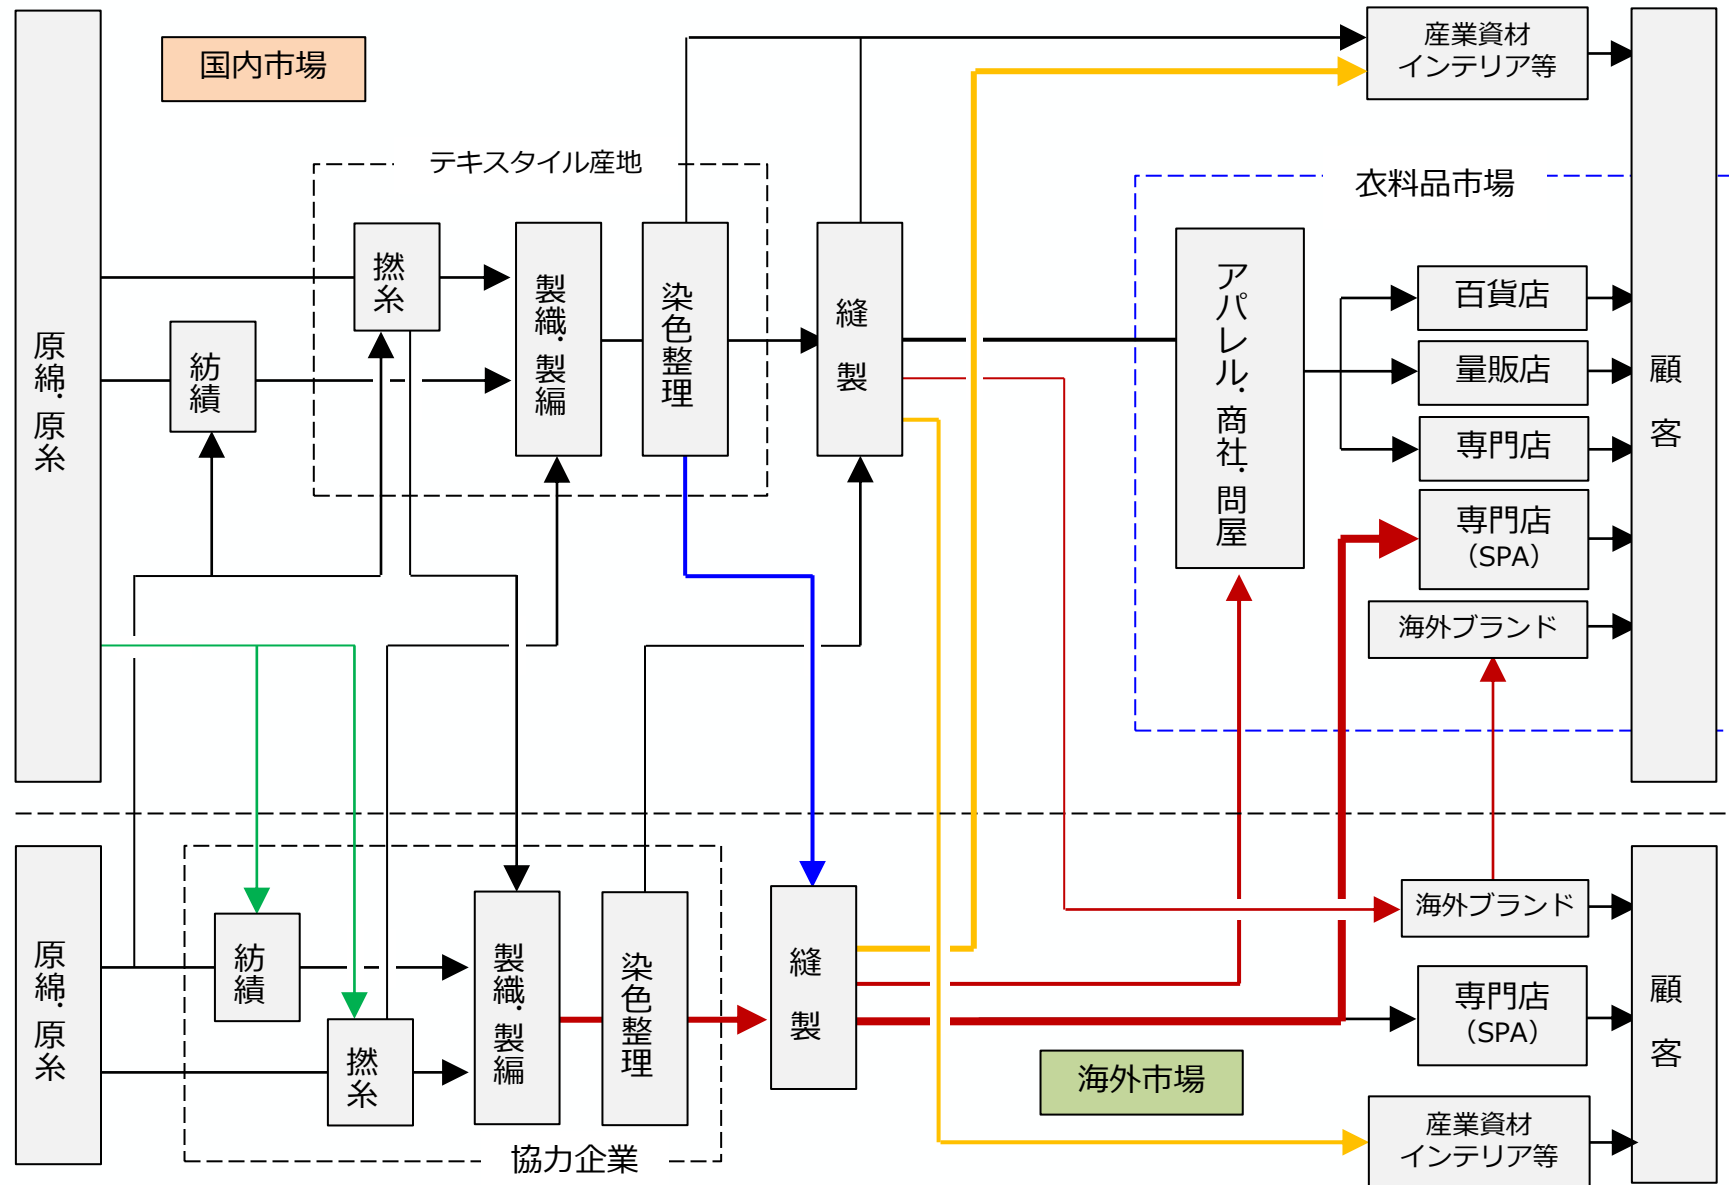 国内市場
産業資材
インテリア等
テキスタイル産地
衣料品市場
原綿・原糸
紡績
撚糸
製織・製編
染色整理
縫製
アパレル・商社・問屋
百貨店
量販店
専門店
専門店
（SPA）
海外ブランド
顧客
原綿・原糸
紡績
撚糸
製織・製編
染色整理
縫製
協力企業
海外市場
海外ブランド
専門店
（SPA）
産業資材
インテリア等
顧客